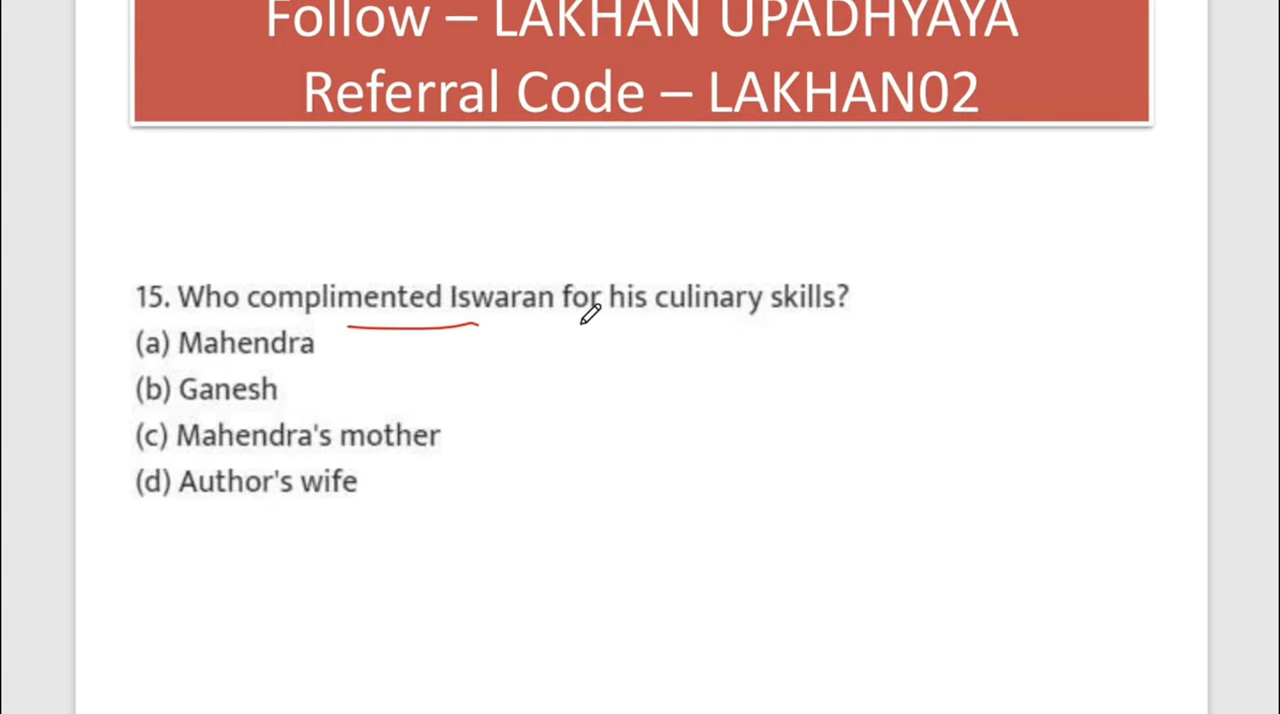 Follow – LAKHAN UPADHYAYA
Referral Code – LAKHAN02
15. Who complimented Iswaran for his culinary skills?
(a) Mahendra
(b) Ganesh
(c) Mahendra's mother
(d) Author's wife